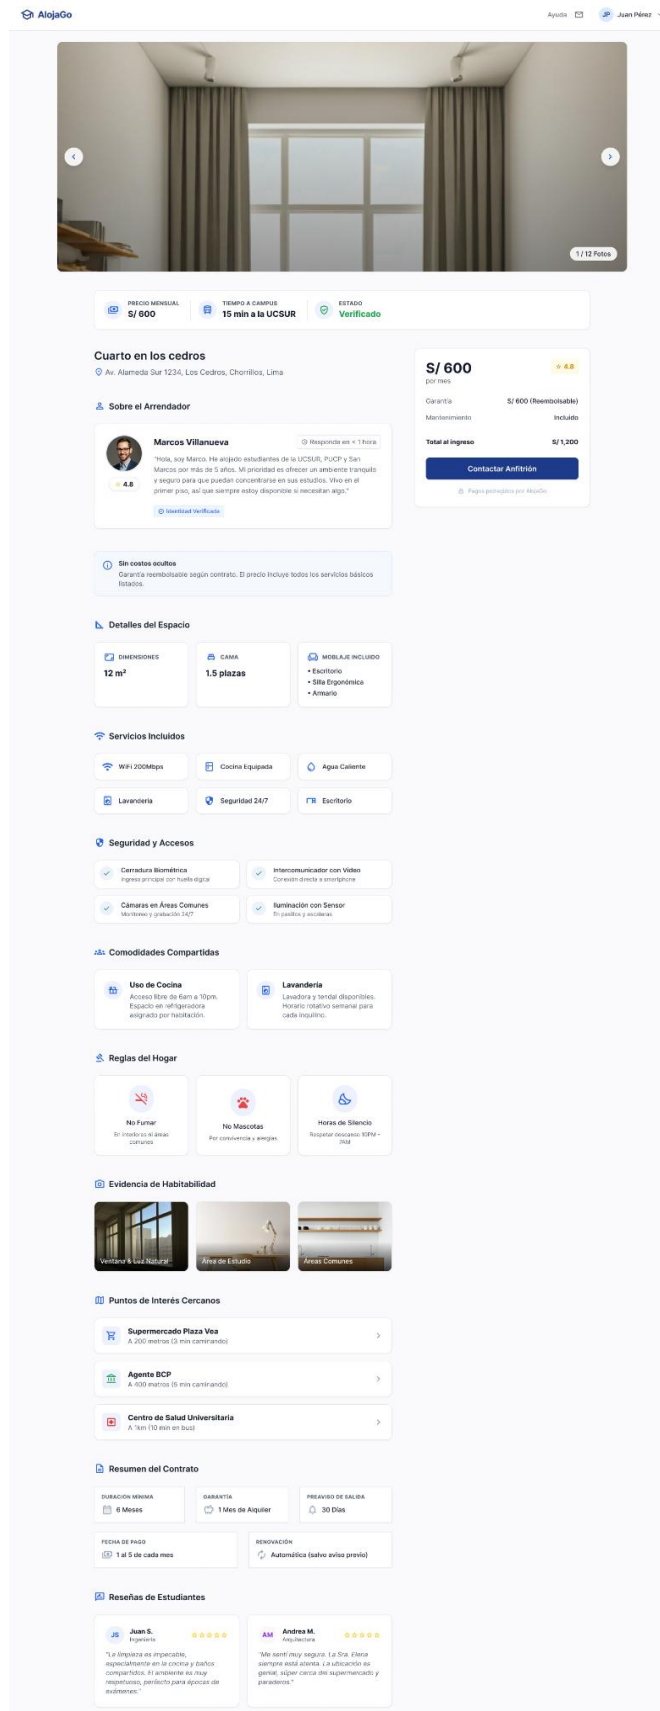 AlojaGo
Ayuda
JP
Juan Pérez
1 / 12 Fotos
PRECIO MENSUAL
S/ 600
TIEMPO A CAMPUS
15 min a la UCSUR
ESTADO
Verificado
Cuarto en los cedros
Av. Alameda Sur 1234, Los Cedros, Chorrillos, Lima
S/ 600
4.8
por mes
Garantía
S/ 600 (Reembolsable)
Mantenimiento
Incluido
Total al ingreso
S/ 1,200
Contactar Anfitrión
Pagos protegidos por AlojaGo
Sobre el Arrendador
Marcos Villanueva
Responde en < 1 hora
4.8
"Hola, soy Marco. He alojado estudiantes de la UCSUR, PUCP y San
Marcos por más de 5 años. Mi prioridad es ofrecer un ambiente tranquilo
y seguro para que puedan concentrarse en sus estudios. Vivo en el
primer piso, así que siempre estoy disponible si necesitan algo."
Identidad Verificada
Sin costos ocultos
Garantía reembolsable según contrato. El precio incluye todos los servicios básicos
listados.
Detalles del Espacio
DIMENSIONES
12 m²
CAMA
1.5 plazas
MOBLAJE INCLUIDO
• Escritorio
• Silla Ergonómica
• Armario
Servicios Incluidos
WiFi 200Mbps
Cocina Equipada
Agua Caliente
Lavandería
Seguridad 24/7
Escritorio
Seguridad y Accesos
Cerradura Biométrica
Ingreso principal por huella digital
Intercomunicador con Video
Conexión directa a smartphone
Cámaras en Áreas Comunes
Monitoreo y grabación 24/7
Iluminación con Sensor
En pasillos y escaleras
Comodidades Compartidas
Uso de Cocina
Acceso libre de 6am a 10pm.
Espacio en refrigeradora
asignado por habitación.
Lavandería
Lavadora y tendal disponibles.
Horario rotativo semanal para
cada inquilino.
Reglas del Hogar
No Fumar
En interiores ni áreas
comunes
No Mascotas
Por convivencia y alergias
Horas de Silencio
Respetar descanso 10PM -
7AM
Evidencia de Habitabilidad
Ventana & Luz Natural
Área de Estudio
Áreas Comunes
Puntos de Interés Cercanos
Supermercado Plaza Vea
A 200 metros (3 min caminando)
Agente BCP
A 400 metros (5 min caminando)
Centro de Salud Universitaria
A 1km (10 min en bus)
Resumen del Contrato
DURACIÓN MÍNIMA
6 Meses
GARANTÍA
1 Mes de Alquiler
PREAVISO DE SALIDA
30 Días
FECHA DE PAGO
1 al 5 de cada mes
RENOVACIÓN
Automática (salvo aviso previo)
Reseñas de Estudiantes
JS
Juan S.
Ingeniería
"La limpieza es impecable,
especialmente en la cocina y baños
compartidos. El ambiente es muy
respetuoso, perfecto para épocas de
exámenes."
AM
Andrea M.
Arquitectura
"Me sentí muy segura. La Sra. Elena
siempre está atenta. La ubicación es
genial, súper cerca del supermercado y
paraderos."